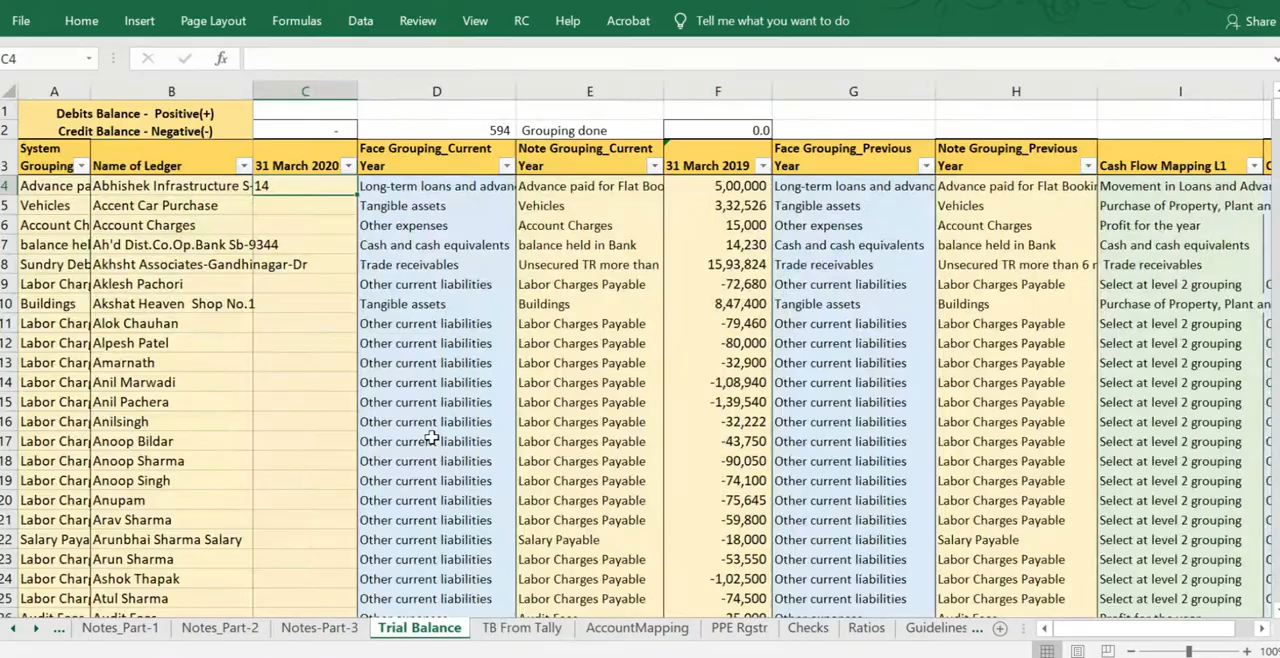 File Home Insert Page Layout Formulas Data Review View RC Help Acrobat Tell me what you want to do Share
C4 fx
A B C D E F G H I
1 Debits Balance - Positive(+)
2 Credit Balance - Negative(-) - 594 Grouping done 0.0
System Face Grouping_Current Note Grouping_Current Face Grouping_Previous Note Grouping_Previous
3 Grouping Name of Ledger 31 March 2020 Year Year 31 March 2019 Year Year Cash Flow Mapping L1
4 Advance pa Abhishek Infrastructure S-14 Long-term loans and advan Advance paid for Flat Boo 5,00,000 Long-term loans and advanc Advance paid for Flat Bookin Movement in Loans and Adva
5 Vehicles Accent Car Purchase Tangible assets Vehicles 3,32,526 Tangible assets Vehicles Purchase of Property, Plant an
6 Account Ch Account Charges Other expenses Account Charges 15,000 Other expenses Account Charges Profit for the year
7 balance hel Ah'd Dist.Co.Op.Bank Sb-9344 Cash and cash equivalents balance held in Bank 14,230 Cash and cash equivalents balance held in Bank Cash and cash equivalents
8 Sundry Deb Akhsht Associates-Gandhinagar-Dr Trade receivables Unsecured TR more than 15,93,824 Trade receivables Unsecured TR more than 6 m Trade receivables
9 Labor Char Aklesh Pachori Other current liabilities Labor Charges Payable -72,680 Other current liabilities Labor Charges Payable Select at level 2 grouping
10 Buildings Akshat Heaven Shop No.1 Tangible assets Buildings 8,47,400 Tangible assets Buildings Purchase of Property, Plant an
11 Labor Char Alok Chauhan Other current liabilities Labor Charges Payable -79,460 Other current liabilities Labor Charges Payable Select at level 2 grouping
12 Labor Char Alpesh Patel Other current liabilities Labor Charges Payable -80,000 Other current liabilities Labor Charges Payable Select at level 2 grouping
13 Labor Char Amarnath Other current liabilities Labor Charges Payable -32,900 Other current liabilities Labor Charges Payable Select at level 2 grouping
14 Labor Char Anil Marwadi Other current liabilities Labor Charges Payable -1,08,940 Other current liabilities Labor Charges Payable Select at level 2 grouping
15 Labor Char Anil Pachera Other current liabilities Labor Charges Payable -1,39,540 Other current liabilities Labor Charges Payable Select at level 2 grouping
16 Labor Char Anilsingh Other current liabilities Labor Charges Payable -32,222 Other current liabilities Labor Charges Payable Select at level 2 grouping
17 Labor Char Anoop Bildar Other current liabilities Labor Charges Payable -43,750 Other current liabilities Labor Charges Payable Select at level 2 grouping
18 Labor Char Anoop Sharma Other current liabilities Labor Charges Payable -90,050 Other current liabilities Labor Charges Payable Select at level 2 grouping
19 Labor Char Anoop Singh Other current liabilities Labor Charges Payable -74,100 Other current liabilities Labor Charges Payable Select at level 2 grouping
20 Labor Char Anupam Other current liabilities Labor Charges Payable -75,645 Other current liabilities Labor Charges Payable Select at level 2 grouping
21 Labor Char Arav Sharma Other current liabilities Labor Charges Payable -59,800 Other current liabilities Labor Charges Payable Select at level 2 grouping
22 Salary Paya Arunbhai Sharma Salary Other current liabilities Salary Payable -18,000 Other current liabilities Salary Payable Select at level 2 grouping
23 Labor Char Arun Sharma Other current liabilities Labor Charges Payable -53,550 Other current liabilities Labor Charges Payable Select at level 2 grouping
24 Labor Char Ashok Thapak Other current liabilities Labor Charges Payable -1,02,500 Other current liabilities Labor Charges Payable Select at level 2 grouping
25 Labor Char Atul Sharma Other current liabilities Labor Charges Payable -74,500 Other current liabilities Labor Charges Payable Select at level 2 grouping
... Notes_Part-1 Notes_Part-2 Notes-Part-3 Trial Balance TB From Tally AccountMapping PPE Rgstr Checks Ratios Guidelines ...
100